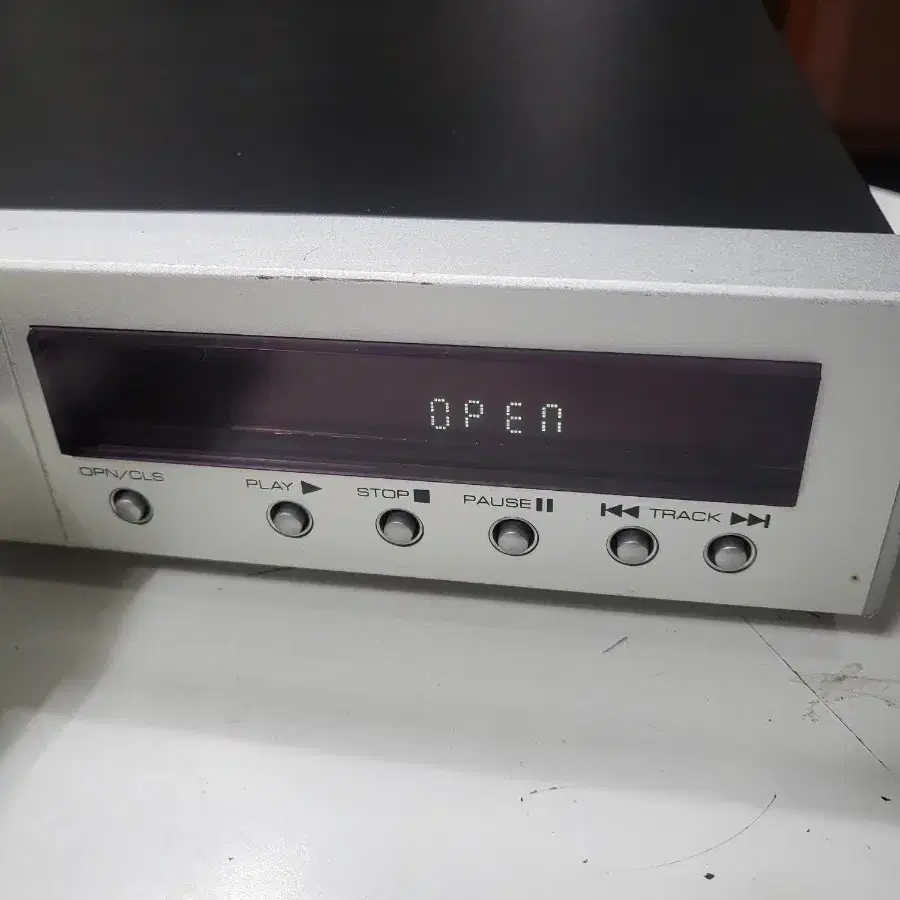 OPEN
OPN/CLS PLAY ▶ STOP ■ PAUSE ⏸ ⏮ TRACK ⏭